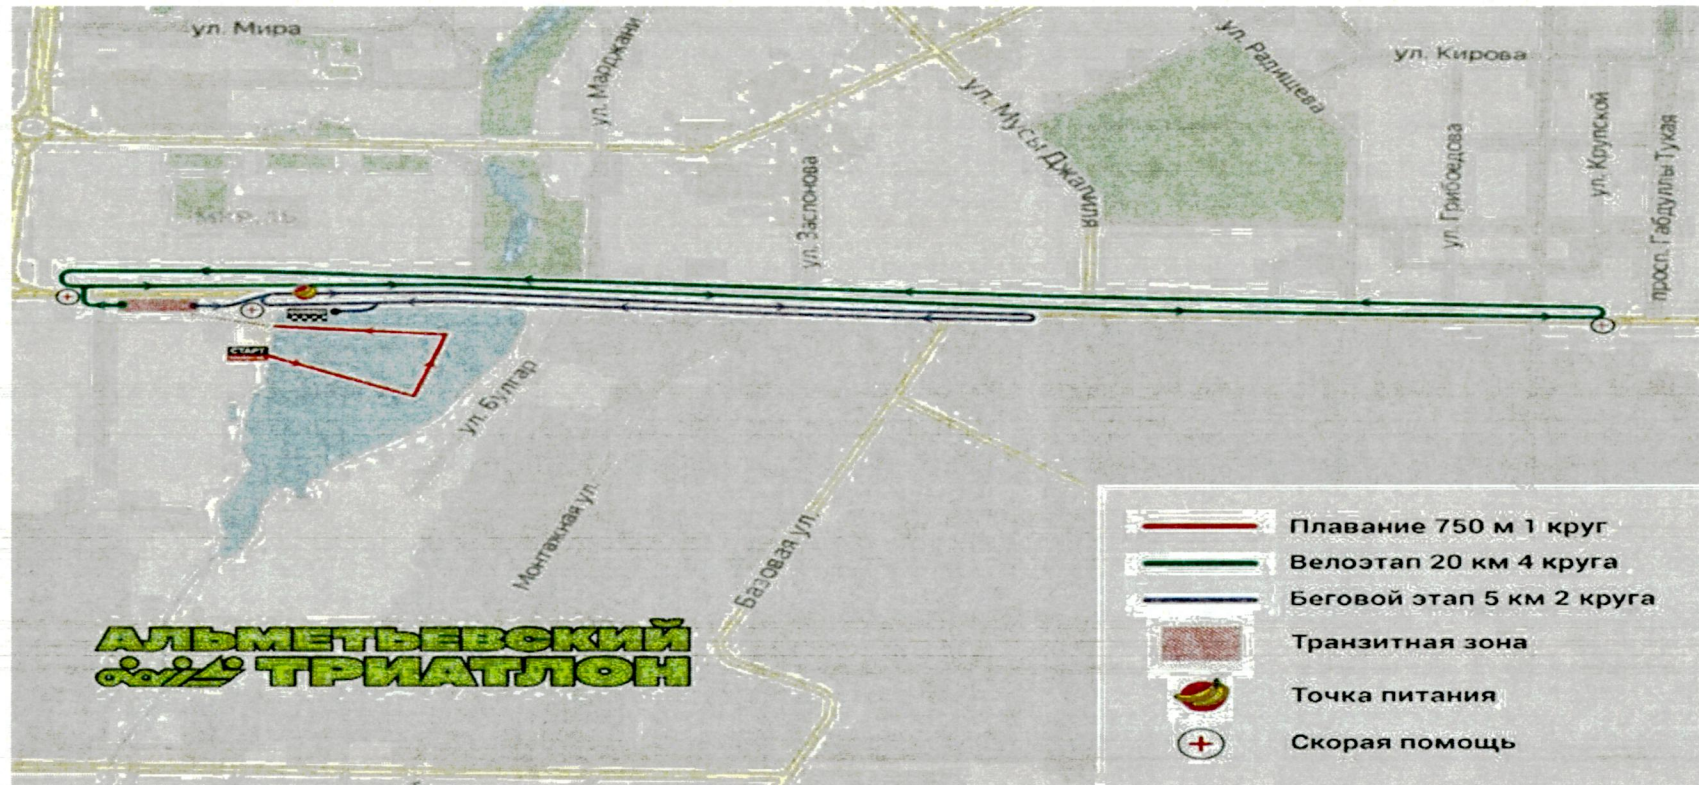 ул. Мира
ул. Марджани
ул. Мусы Джалиля
ул. Радищева
ул. Кирова
ул. Грибоедова
ул. Крупской
просп. Габдуллы Тукая
ул. Заслонова
СТАРТ
ул. Булгар
Монтажная ул.
Базовая ул.
АЛЬМЕТЬЕВСКИЙ
ТРИАТЛОН
Плавание 750 м 1 круг
Велоэтап 20 км 4 круга
Беговой этап 5 км 2 круга
Транзитная зона
Точка питания
Скорая помощь